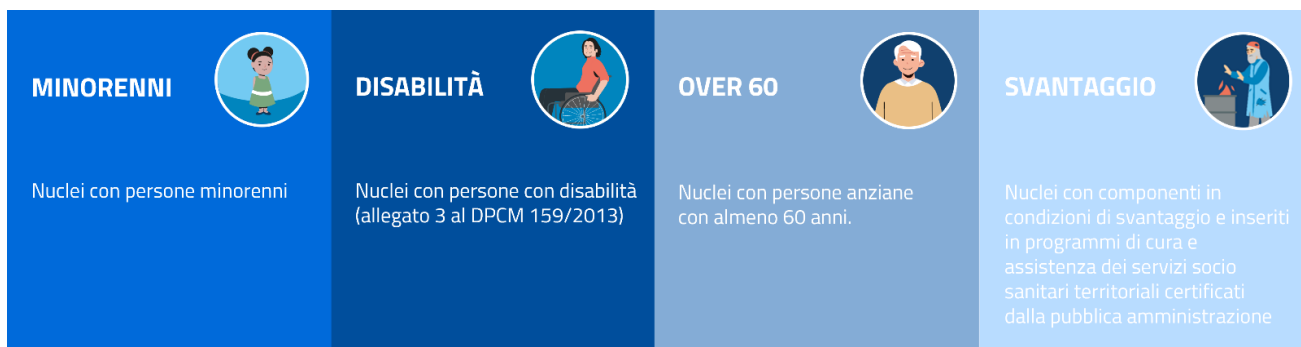 MINORENNI
Nuclei con persone minorenni
DISABILITÀ
Nuclei con persone con disabilità
(allegato 3 al DPCM 159/2013)
OVER 60
Nuclei con persone anziane
con almeno 60 anni.
SVANTAGGIO
Nuclei con componenti in
condizioni di svantaggio e inseriti
in programmi di cura e
assistenza dei servizi socio
sanitari territoriali certificati
dalla pubblica amministrazione